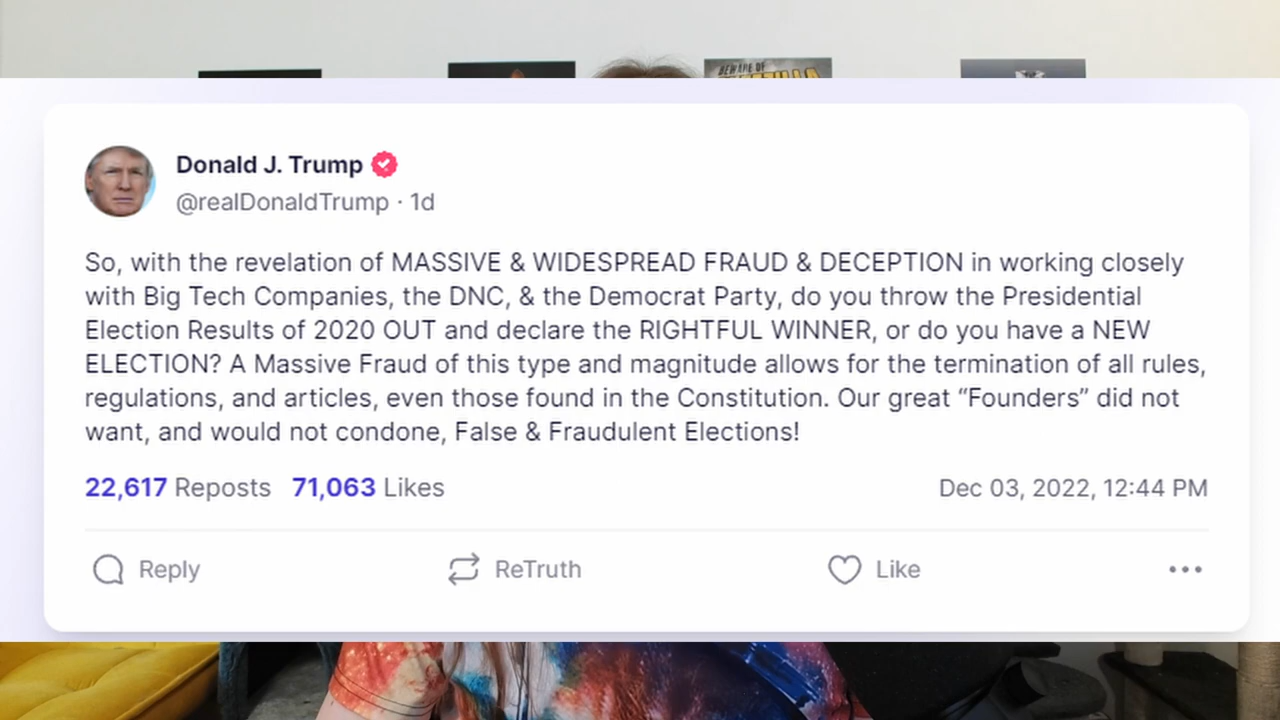 BEWARE OF
Donald J. Trump
@realDonaldTrump · 1d
So, with the revelation of MASSIVE & WIDESPREAD FRAUD & DECEPTION in working closely
with Big Tech Companies, the DNC, & the Democrat Party, do you throw the Presidential
Election Results of 2020 OUT and declare the RIGHTFUL WINNER, or do you have a NEW
ELECTION? A Massive Fraud of this type and magnitude allows for the termination of all rules,
regulations, and articles, even those found in the Constitution. Our great “Founders” did not
want, and would not condone, False & Fraudulent Elections!
22,617 Reposts 71,063 Likes Dec 03, 2022, 12:44 PM
Reply ReTruth Like